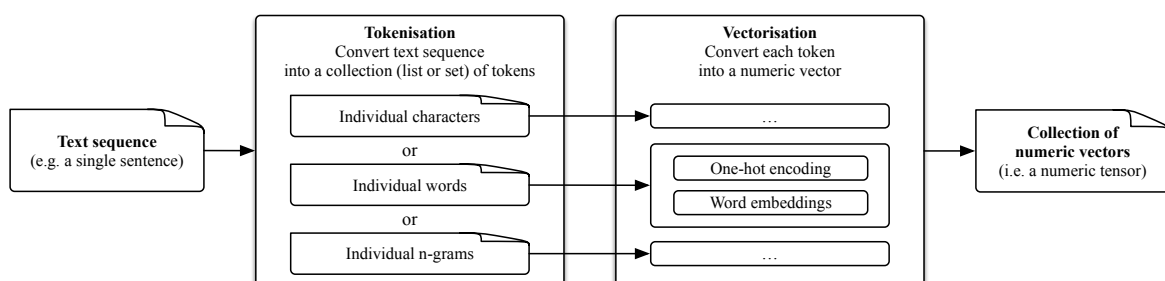 Text sequence
(e.g. a single sentence)
Tokenisation
Convert text sequence
into a collection (list or set) of tokens
Individual characters
or
Individual words
or
Individual n-grams
Vectorisation
Convert each token
into a numeric vector
…
One-hot encoding
Word embeddings
…
Collection of
numeric vectors
(i.e. a numeric tensor)